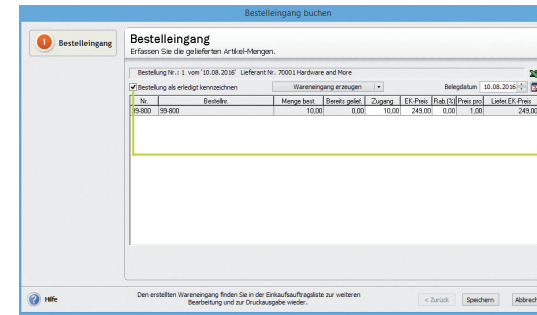 Bestelleingang buchen
1 Bestelleingang
Bestelleingang
Erfassen Sie die gelieferten Artikel-Mengen.
Bestellung Nr.: 1 vom '10.08.2016' Lieferant Nr. 70001 Hardware and More
Bestellung als erledigt kennzeichnen Wareneingang erzeugen Belegdatum 10.08.2016
Nr. Bestellnr. Menge best. Bereits gelief. Zugang EK-Preis Rab.(%) Preis pro Liefer.EK-Preis
99-800 99-800 10,00 0,00 10,00 249,00 0,00 1,00 249,00
Hilfe
Den erstellten Wareneingang finden Sie in der Einkaufsauftragsliste zur weiteren
Bearbeitung und zur Druckausgabe wieder.
< Zurück Speichern Abbrech